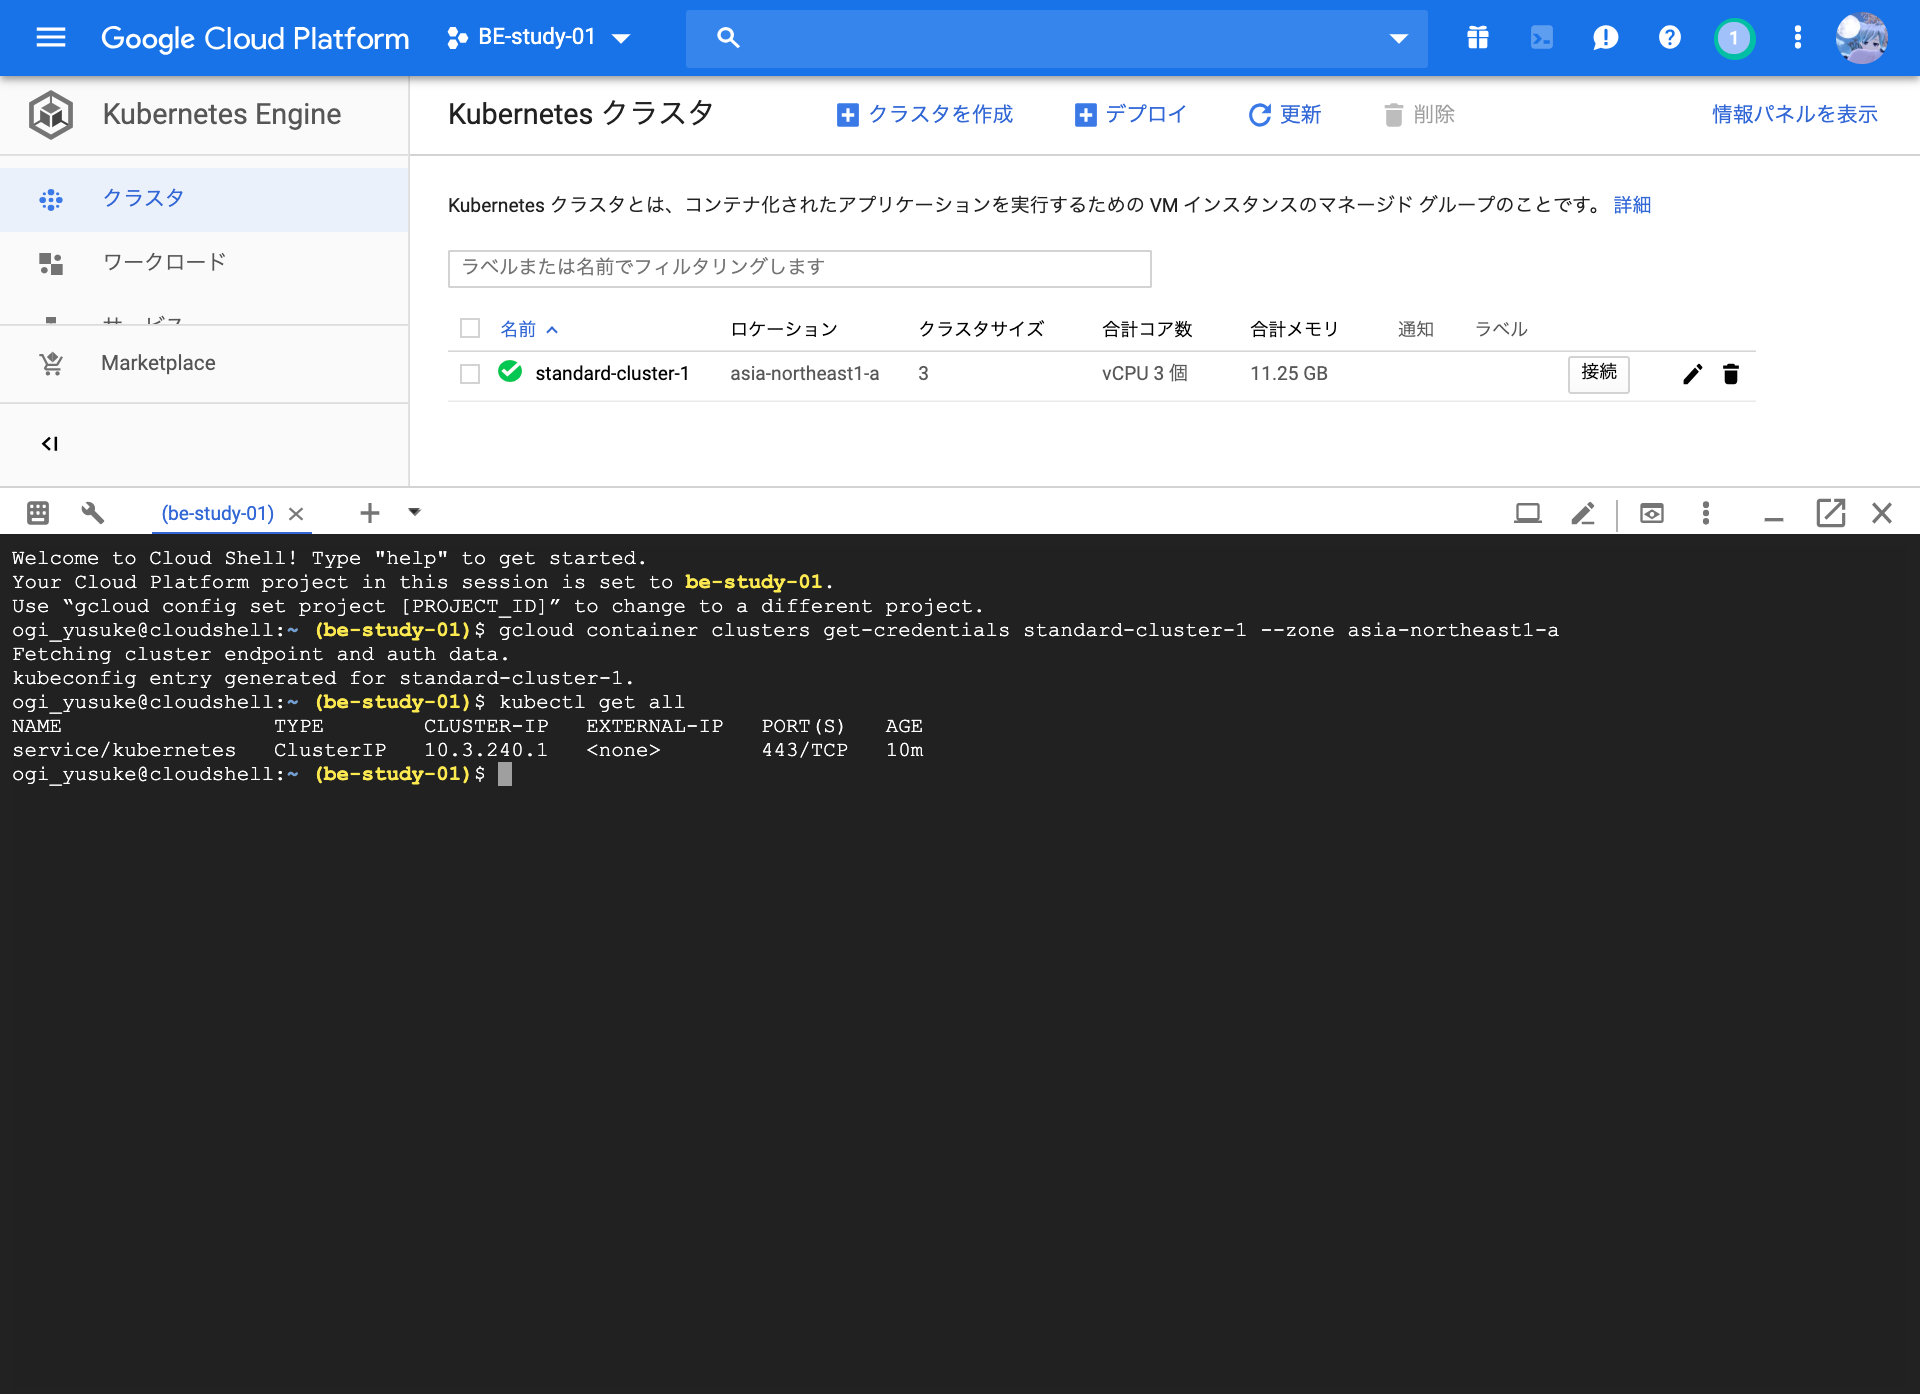 Google Cloud Platform
BE-study-01
1
Kubernetes Engine
Kubernetes クラスタ
クラスタを作成
デプロイ
更新
削除
情報パネルを表示
クラスタ
ワークロード
サービス
Marketplace
Kubernetes クラスタとは、コンテナ化されたアプリケーションを実行するための VM インスタンスのマネージド グループのことです。 詳細
ラベルまたは名前でフィルタリングします
名前 ロケーション クラスタサイズ 合計コア数 合計メモリ 通知 ラベル
standard-cluster-1 asia-northeast1-a 3 vCPU 3 個 11.25 GB 接続
(be-study-01)
Welcome to Cloud Shell! Type "help" to get started.
Your Cloud Platform project in this session is set to be-study-01.
Use “gcloud config set project [PROJECT_ID]” to change to a different project.
ogi_yusuke@cloudshell:~ (be-study-01)$ gcloud container clusters get-credentials standard-cluster-1 --zone asia-northeast1-a
Fetching cluster endpoint and auth data.
kubeconfig entry generated for standard-cluster-1.
ogi_yusuke@cloudshell:~ (be-study-01)$ kubectl get all
NAME TYPE CLUSTER-IP EXTERNAL-IP PORT(S) AGE
service/kubernetes ClusterIP 10.3.240.1 <none> 443/TCP 10m
ogi_yusuke@cloudshell:~ (be-study-01)$